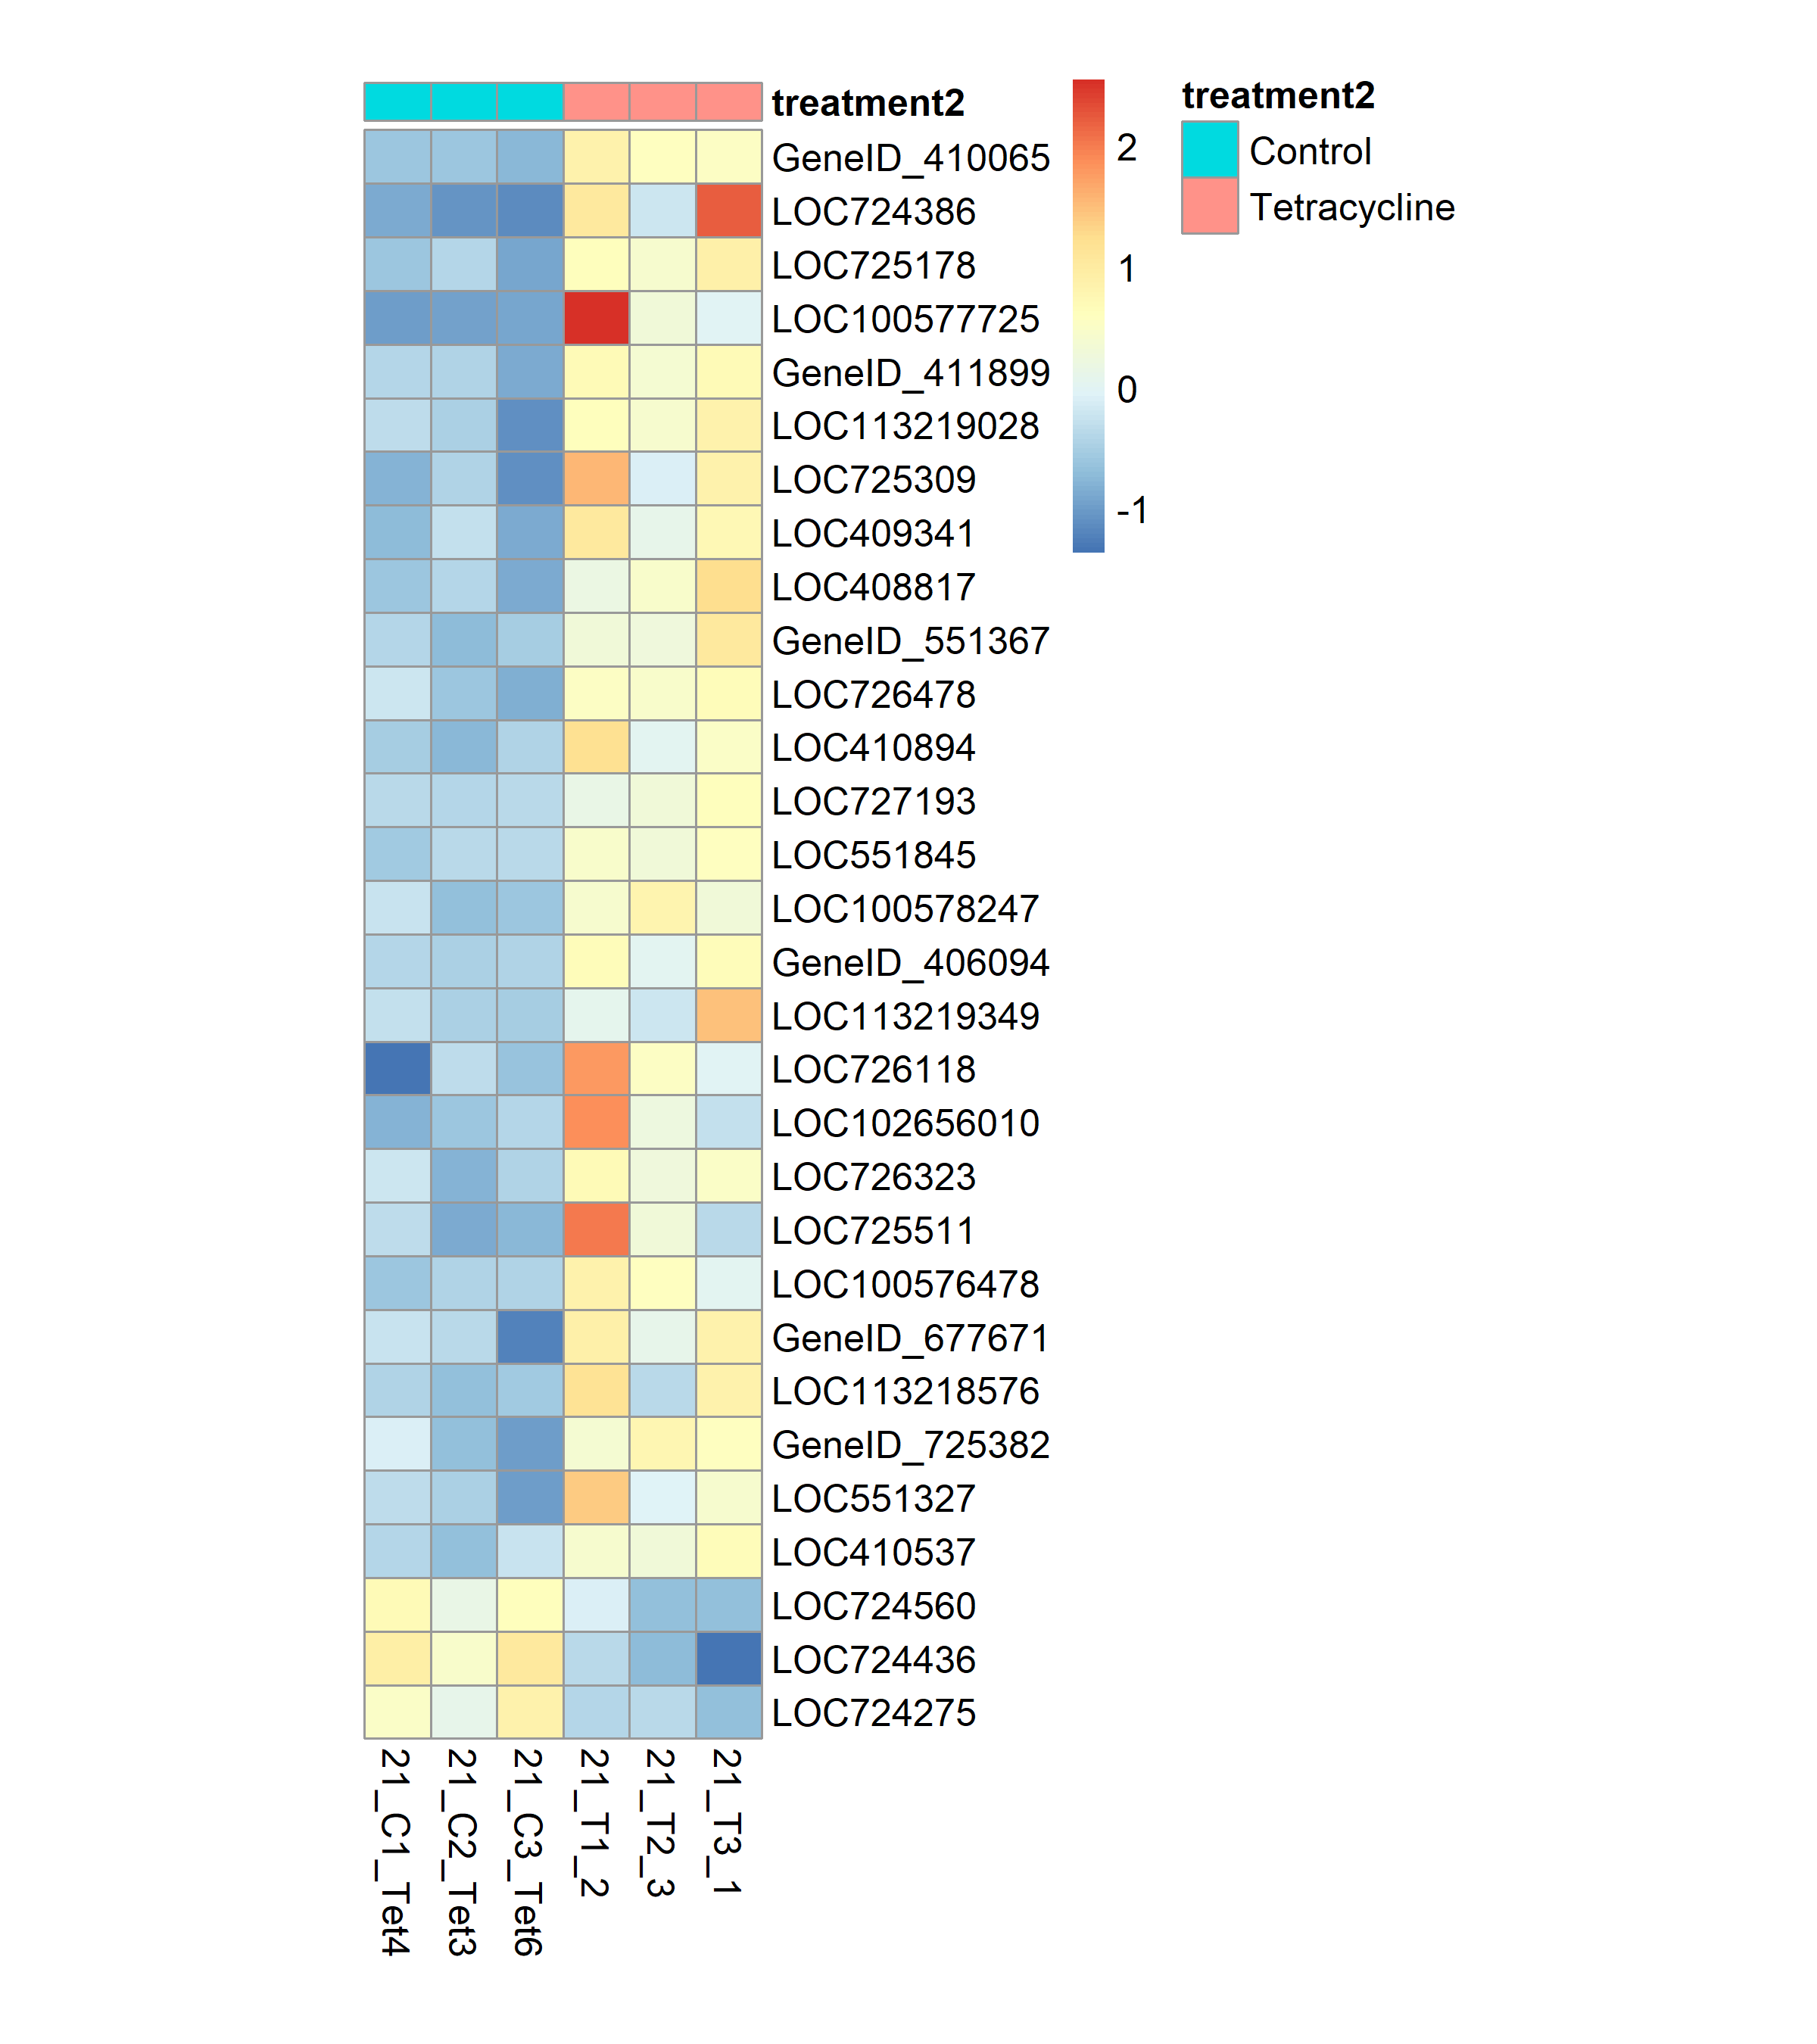 treatment2
GeneID_410065
LOC724386
LOC725178
LOC100577725
GeneID_411899
LOC113219028
LOC725309
LOC409341
LOC408817
GeneID_551367
LOC726478
LOC410894
LOC727193
LOC551845
LOC100578247
GeneID_406094
LOC113219349
LOC726118
LOC102656010
LOC726323
LOC725511
LOC100576478
GeneID_677671
LOC113218576
GeneID_725382
LOC551327
LOC410537
LOC724560
LOC724436
LOC724275
21_C1_Tet4
21_C2_Tet3
21_C3_Tet6
21_T1_2
21_T2_3
21_T3_1
2
1
0
-1
treatment2
Control
Tetracycline